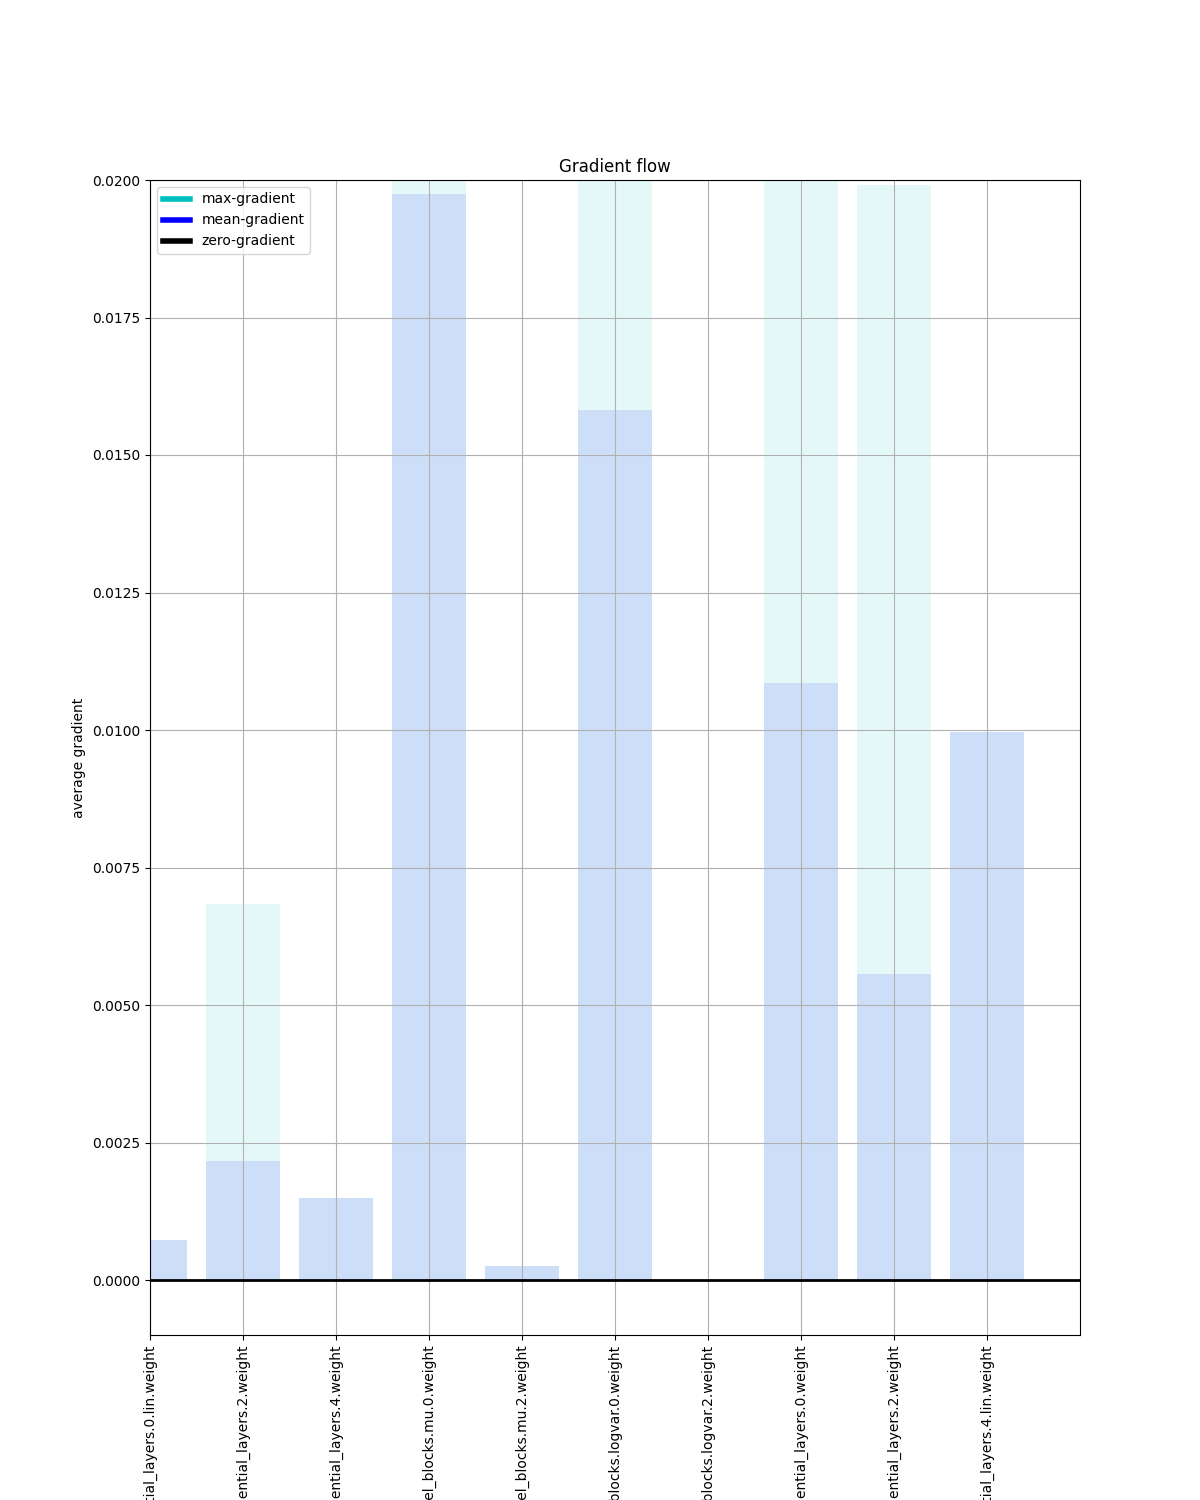 Gradient flow
max-gradient
mean-gradient
zero-gradient
0.0200
0.0175
0.0150
0.0125
0.0100
0.0075
0.0050
0.0025
0.0000
average gradient
tial_layers.0.lin.weight
ential_layers.2.weight
ential_layers.4.weight
el_blocks.mu.0.weight
el_blocks.mu.2.weight
blocks.logvar.0.weight
blocks.logvar.2.weight
ential_layers.0.weight
ential_layers.2.weight
tial_layers.4.lin.weight